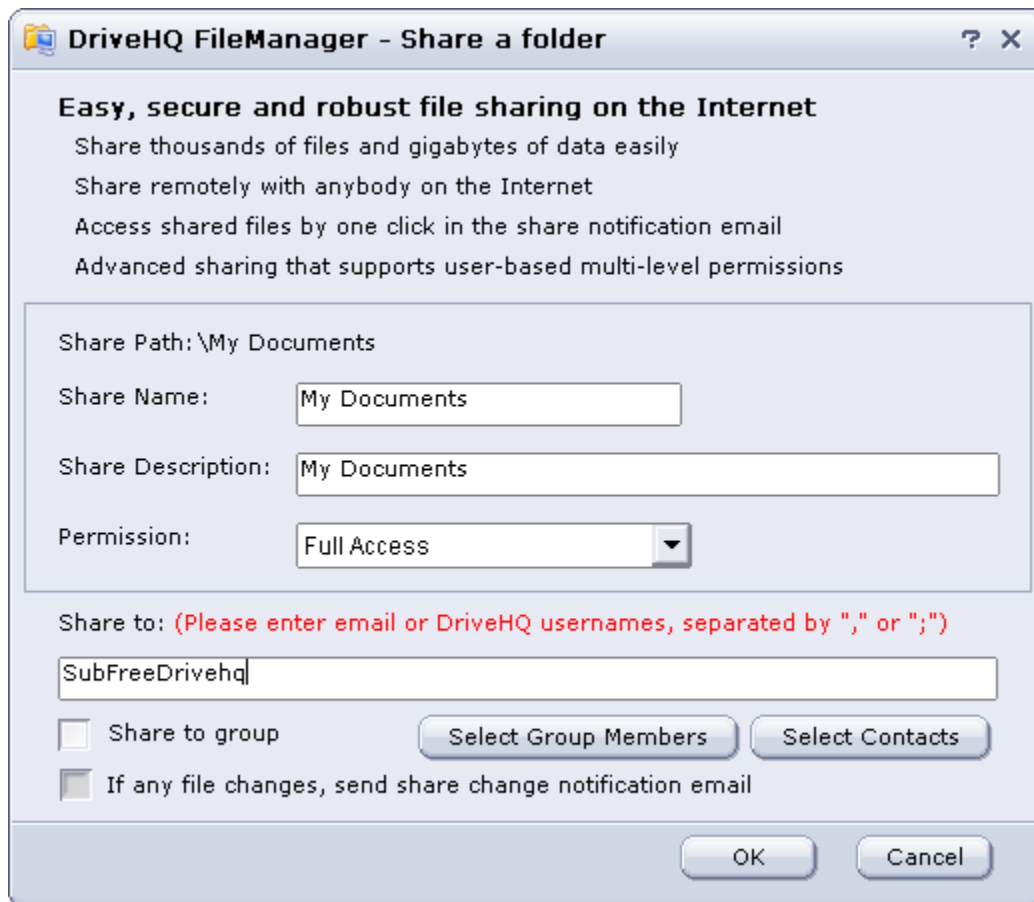 DriveHQ FileManager - Share a folder
Easy, secure and robust file sharing on the Internet
Share thousands of files and gigabytes of data easily
Share remotely with anybody on the Internet
Access shared files by one click in the share notification email
Advanced sharing that supports user-based multi-level permissions
Share Path: \My Documents
Share Name: My Documents
Share Description: My Documents
Permission: Full Access
Share to: (Please enter email or DriveHQ usernames, separated by "," or ";")
SubFreeDrivehq
Share to group Select Group Members Select Contacts
If any file changes, send share change notification email
OK Cancel